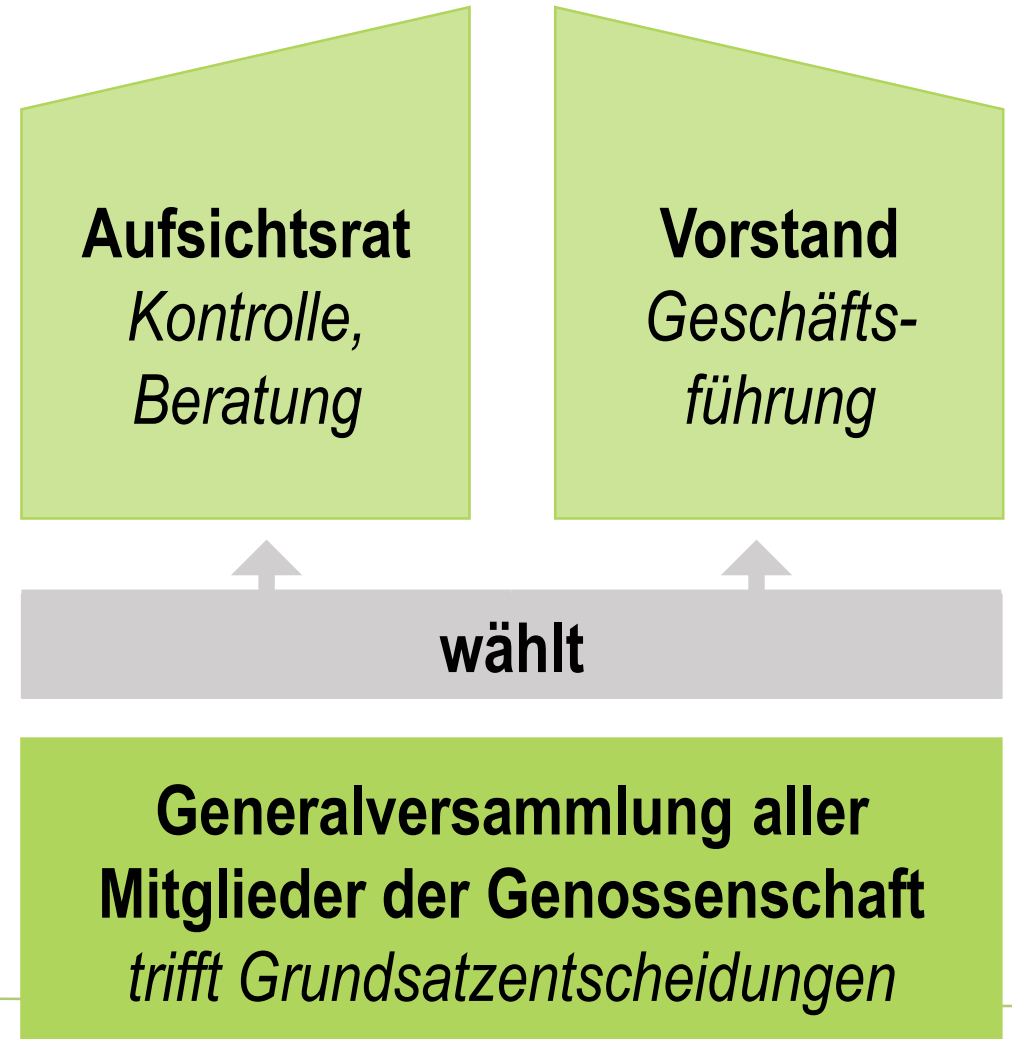 Aufsichtsrat
Kontrolle,
Beratung
Vorstand
Geschäfts-
führung
wählt
Generalversammlung aller
Mitglieder der Genossenschaft
trifft Grundsatzentscheidungen